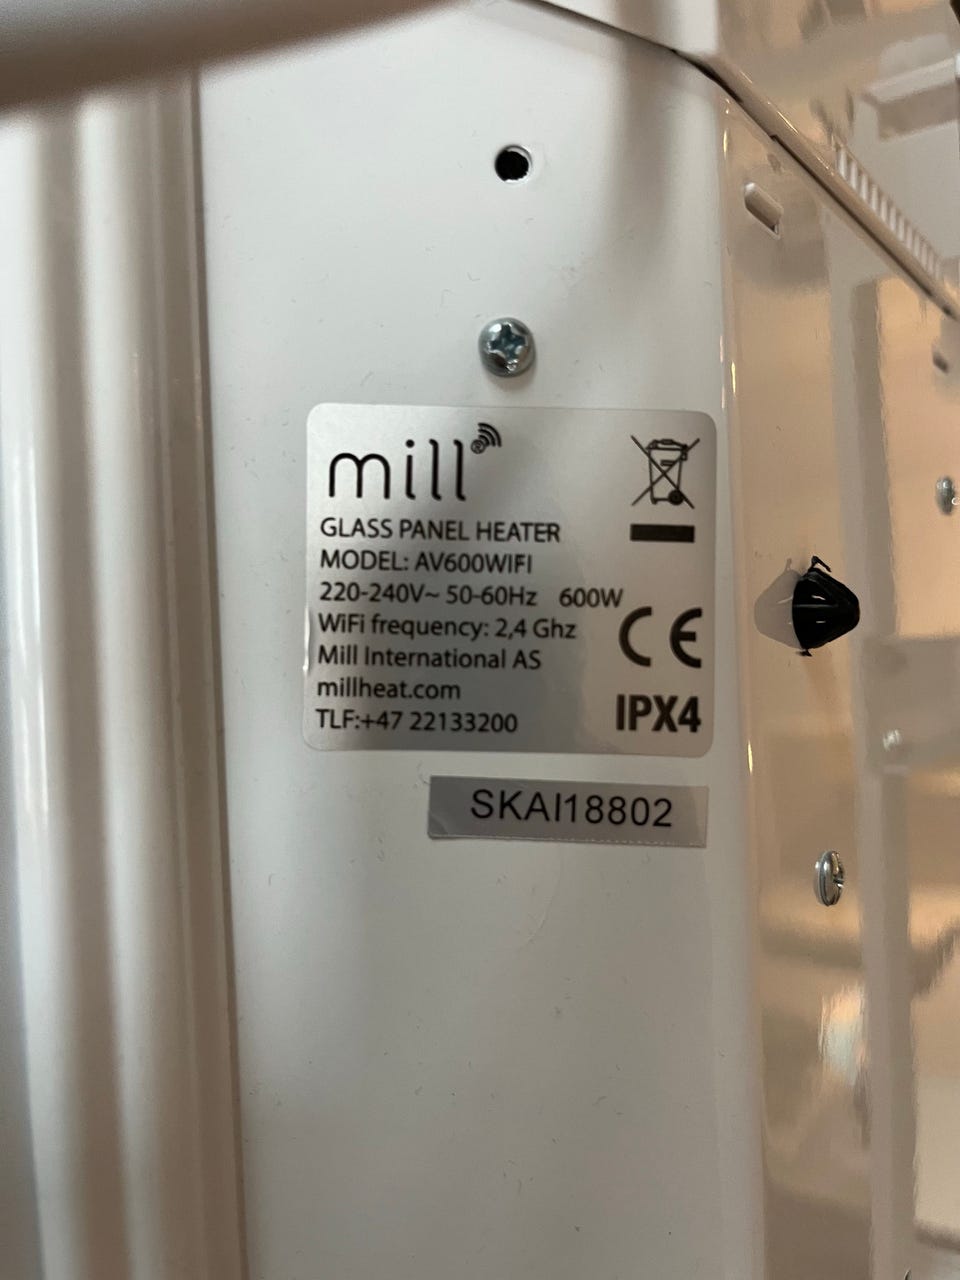 mill®
GLASS PANEL HEATER
MODEL: AV600WIFI
220-240V~ 50-60Hz 600W
WiFi frequency: 2,4 Ghz
Mill International AS
millheat.com
TLF:+47 22133200
CE
IPX4
SKAI18802